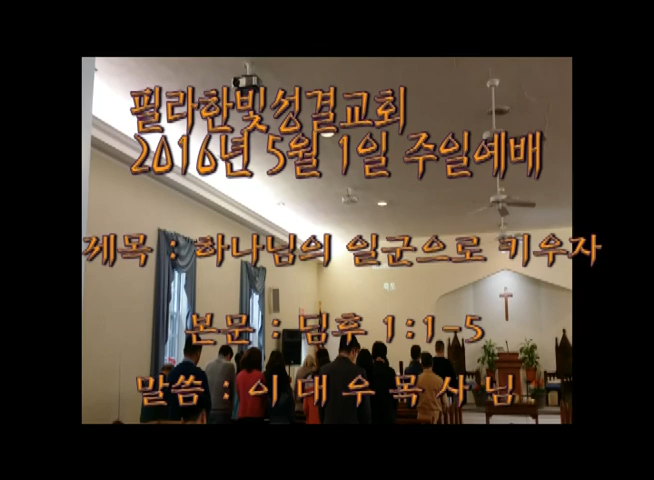 필라한빛성결교회
2016년 5월 1일 주일예배
제목 : 하나님의 일군으로 키우자
본문 : 딤후 1:1-5
말씀 : 이 대 우 목 사 님